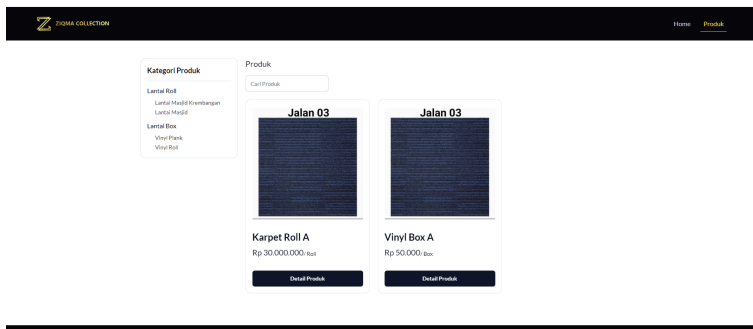 ZIQMA COLLECTION
Home
Produk
Kategori Produk
Lantai Roll
Lantai Masjid Krembangan
Lantai Masjid
Lantai Box
Vinyl Plank
Vinyl Roll
Produk
Cari Produk
Jalan 03
Karpet Roll A
Rp 30.000.000/ Roll
Detail Produk
Jalan 03
Vinyl Box A
Rp 50.000/ Box
Detail Produk